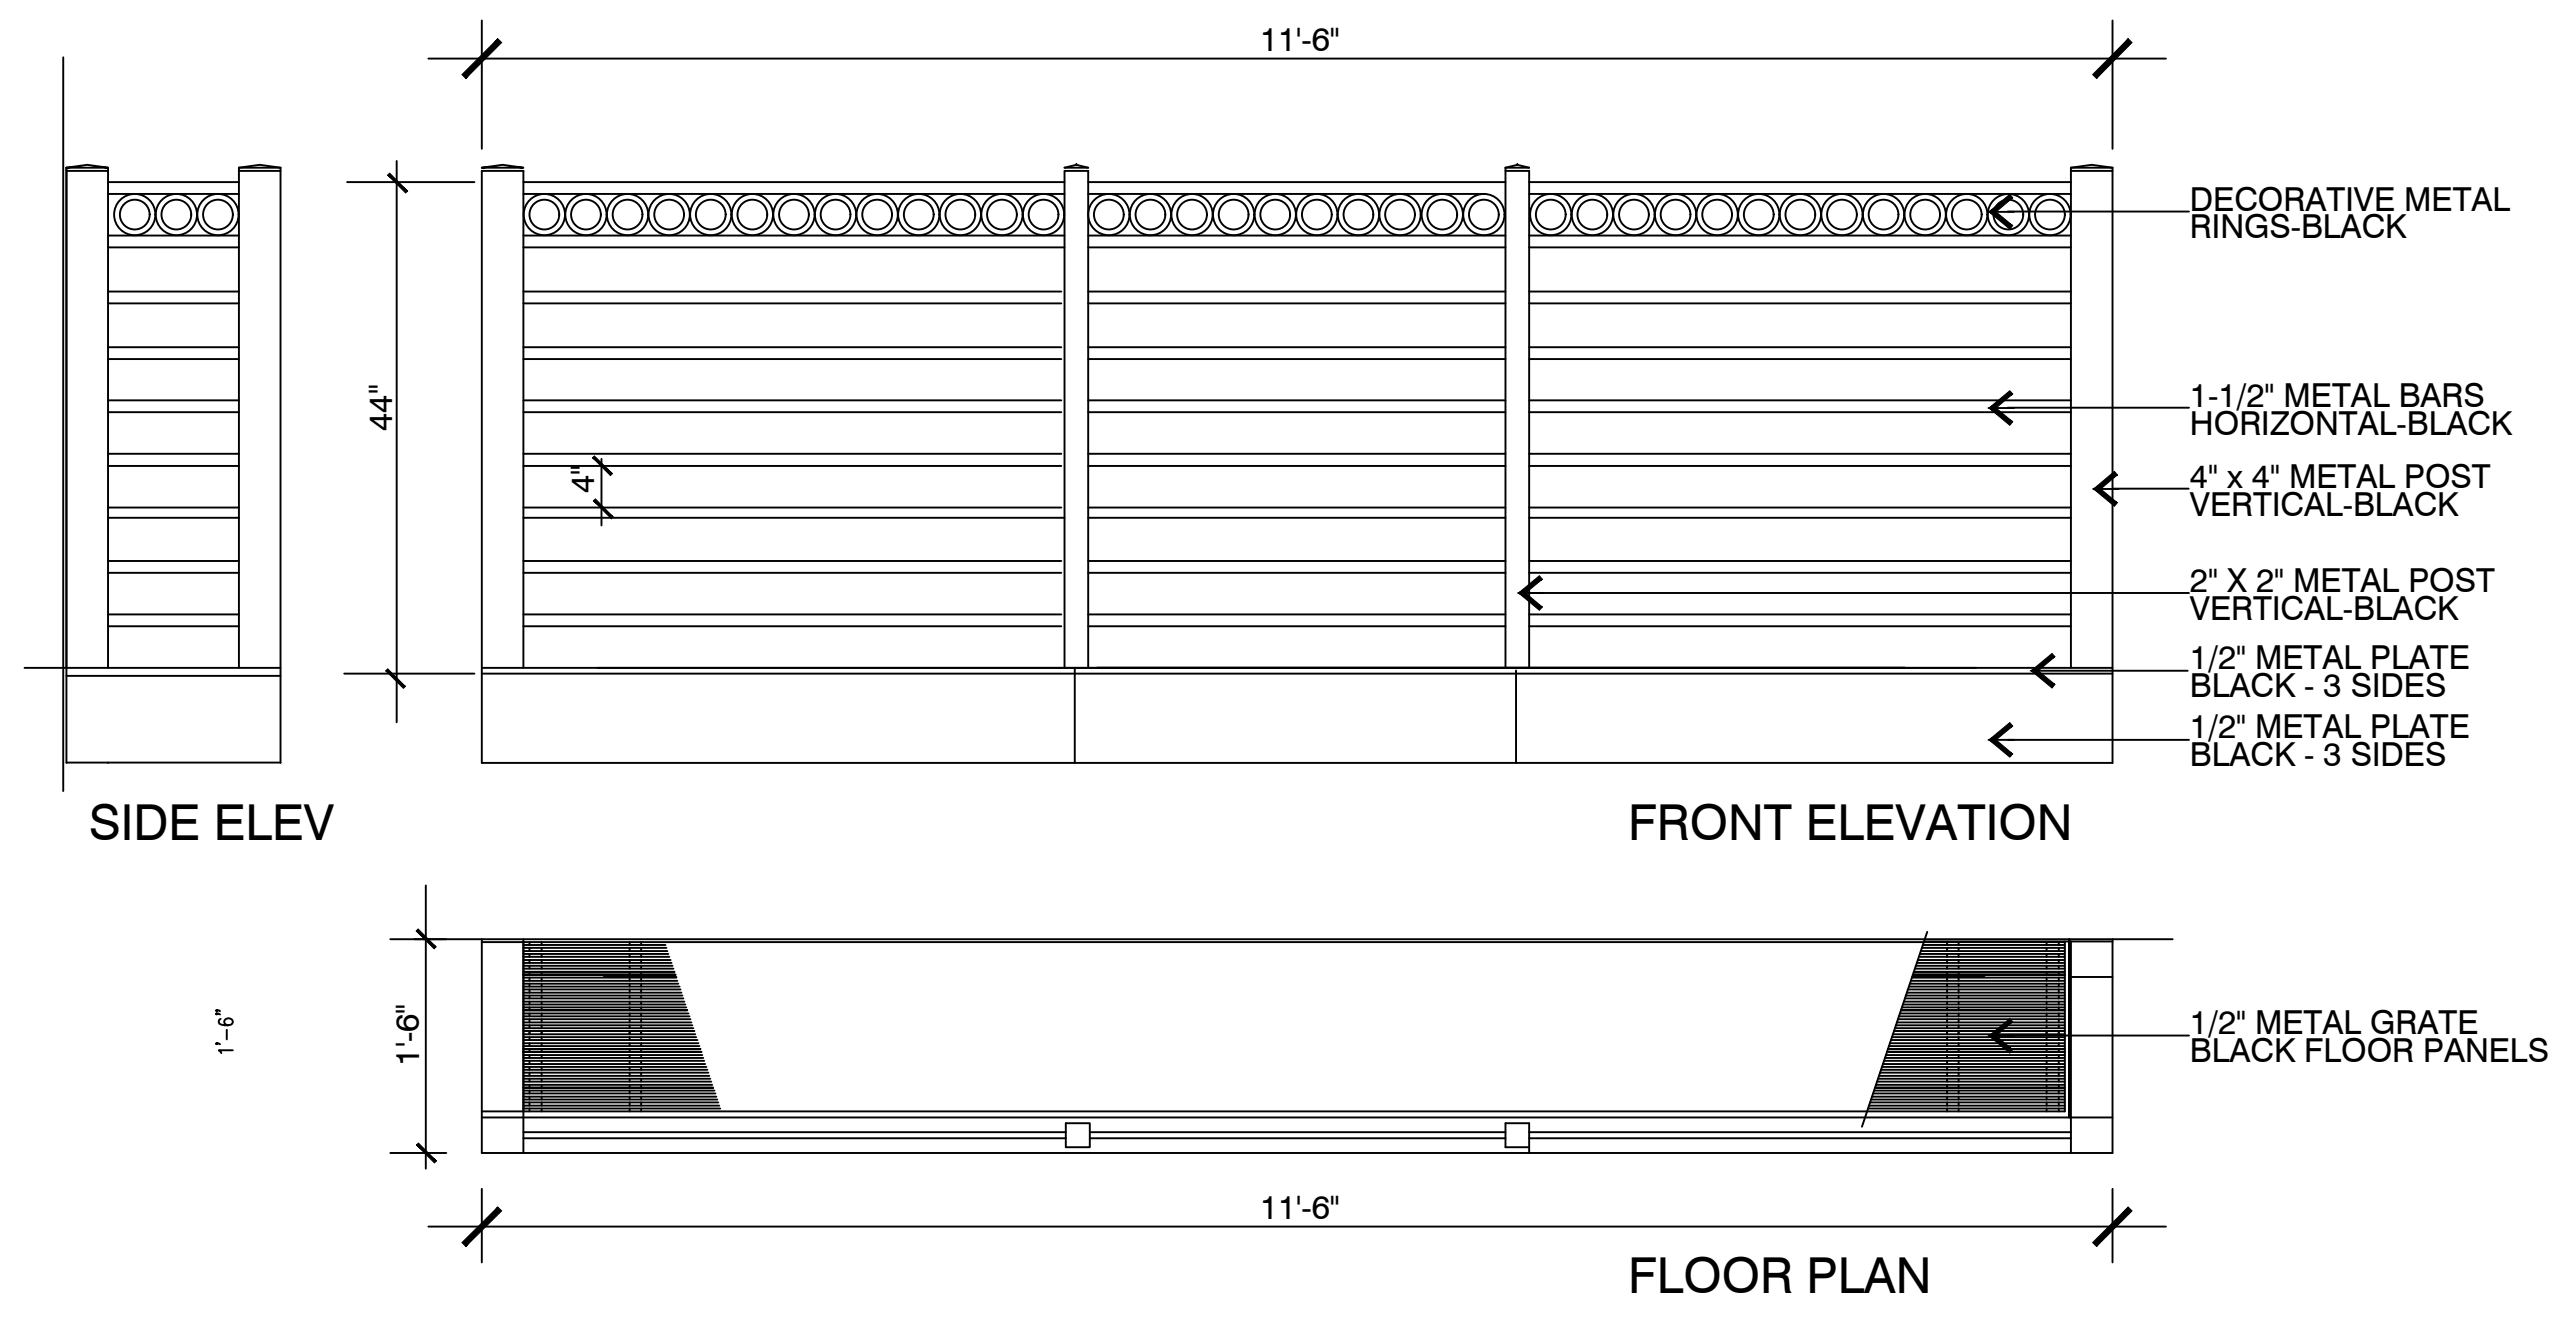 11'-6"
DECORATIVE METAL
RINGS-BLACK
44"
1-1/2" METAL BARS
HORIZONTAL-BLACK
4"
4" x 4" METAL POST
VERTICAL-BLACK
2" X 2" METAL POST
VERTICAL-BLACK
1/2" METAL PLATE
BLACK - 3 SIDES
1/2" METAL PLATE
BLACK - 3 SIDES
SIDE ELEV
FRONT ELEVATION
1'-6"
1'-6"
1/2" METAL GRATE
BLACK FLOOR PANELS
11'-6"
FLOOR PLAN